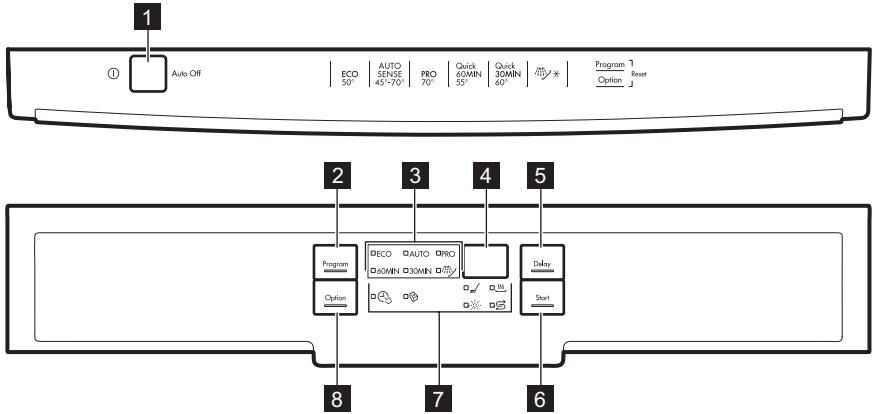 1
Auto Off
ECO 50°
AUTO SENSE 45°-70°
PRO 70°
Quick 60MIN 55°
Quick 30MIN 60°
Program
Option
Reset
2 3 4 5
Program
ECO AUTO PRO
60MIN 30MIN
Delay
Option
Start
8 7 6